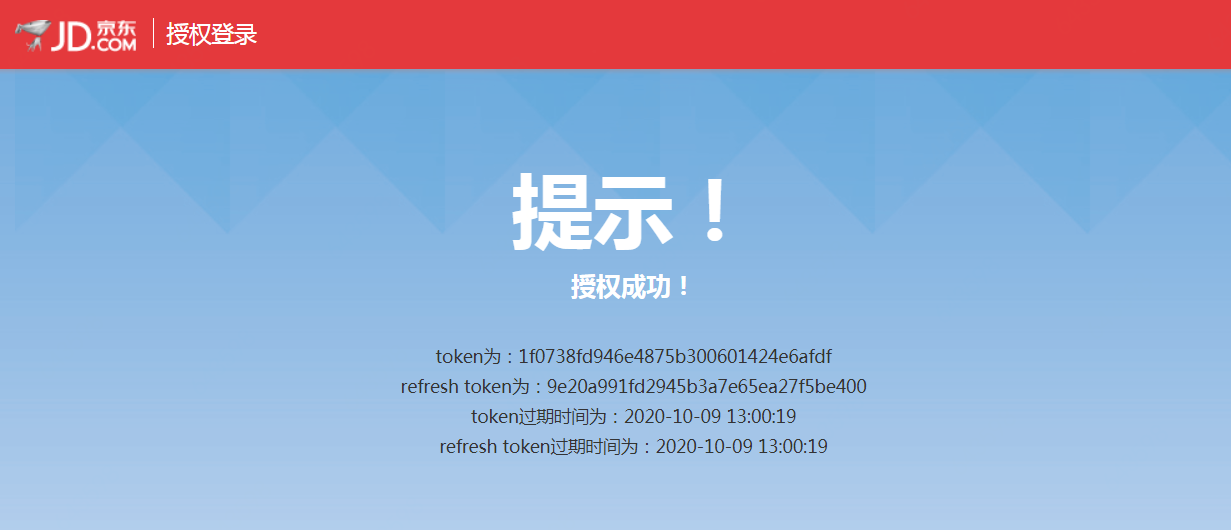 JD京东.COM 授权登录
提示！
授权成功！
token为：1f0738fd946e4875b300601424e6afdf
refresh token为：9e20a991fd2945b3a7e65ea27f5be400
token过期时间为：2020-10-09 13:00:19
refresh token过期时间为：2020-10-09 13:00:19